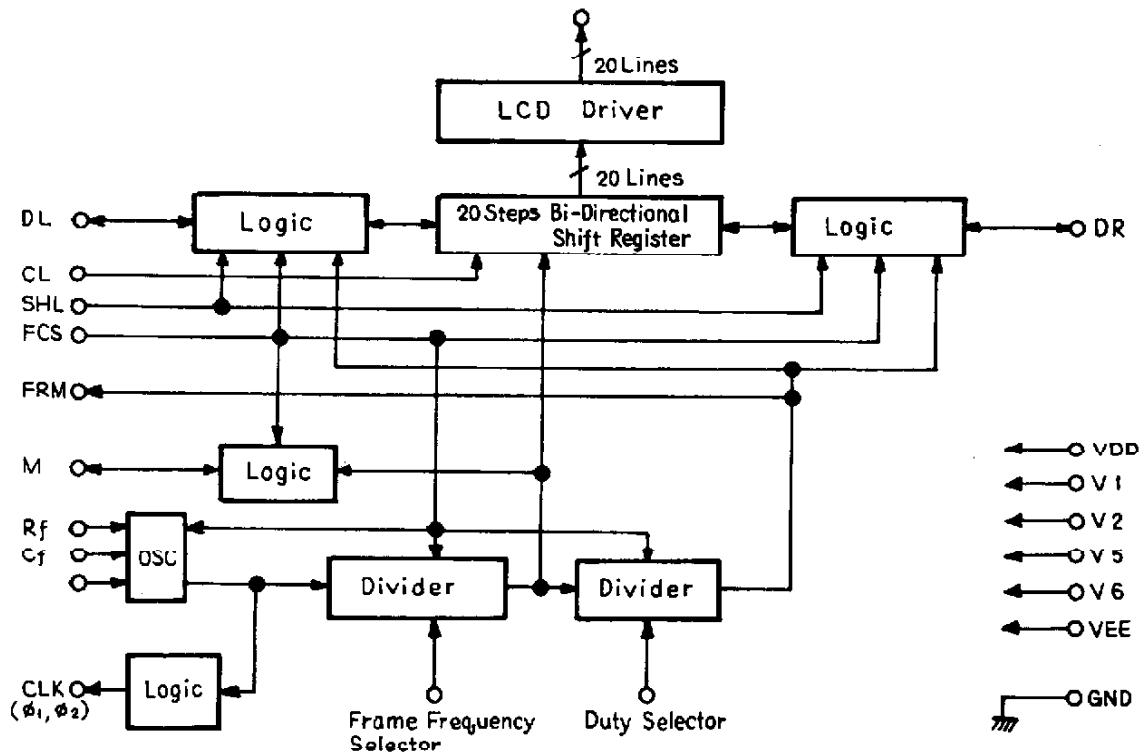 20 Lines
LCD Driver
20 Lines
DL
Logic
20 Steps Bi-Directional
Shift Register
Logic
DR
CL
SHL
FCS
FRM
M
Logic
VDD
V1
V2
V5
V6
VEE
GND
Rf
Cf
OSC
Divider
Divider
CLK
(ø1, ø2)
Logic
Frame Frequency
Selector
Duty Selector